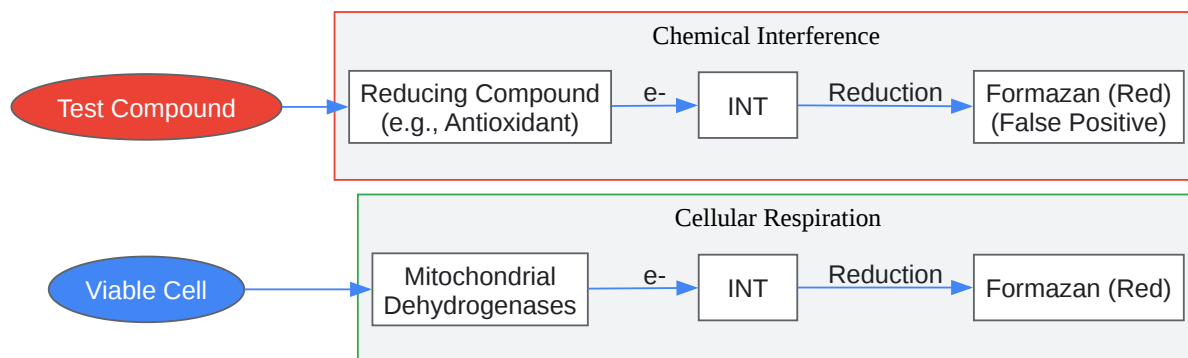 Chemical Interference
Test Compound
Reducing Compound
(e.g., Antioxidant)
e-
INT
Reduction
Formazan (Red)
(False Positive)
Cellular Respiration
Viable Cell
Mitochondrial
Dehydrogenases
e-
INT
Reduction
Formazan (Red)